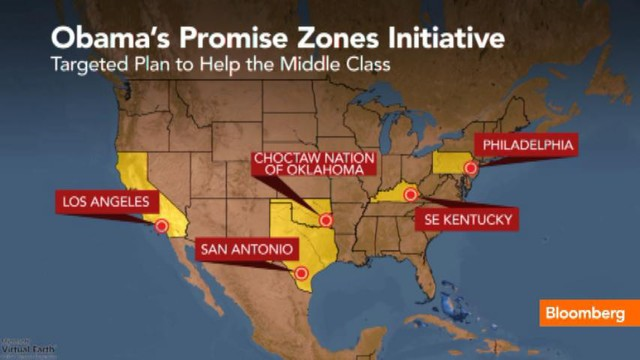 Obama's Promise Zones Initiative
Targeted Plan to Help the Middle Class
PHILADELPHIA
CHOCTAW NATION
OF OKLAHOMA
LOS ANGELES
SE KENTUCKY
SAN ANTONIO
Bloomberg
Virtual Earth